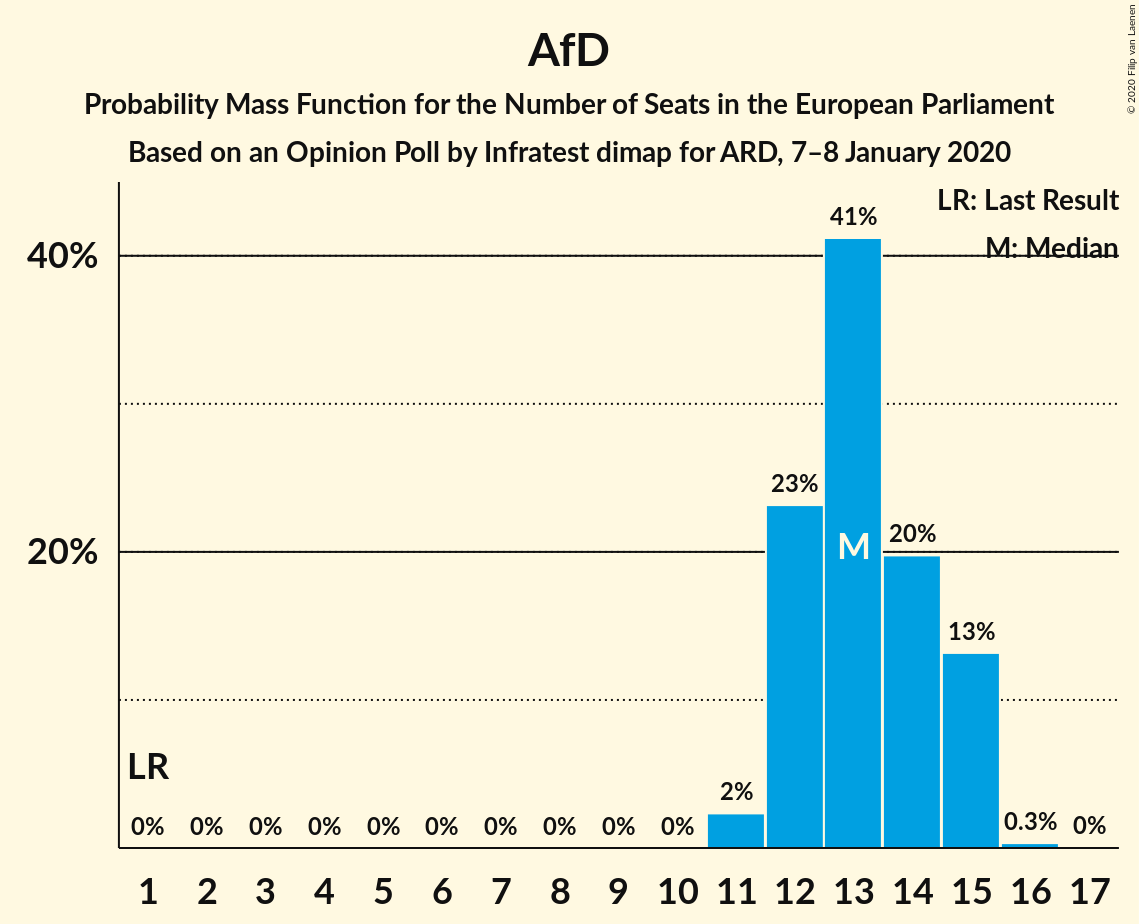 AfD
Probability Mass Function for the Number of Seats in the European Parliament
Based on an Opinion Poll by Infratest dimap for ARD, 7–8 January 2020
© 2020 Filip van Laenen
LR: Last Result
M: Median
41%
40%
23%
20%
M
20%
13%
LR
0% 0% 0% 0% 0% 0% 0% 0% 0% 0% 2% 0.3% 0%
1 2 3 4 5 6 7 8 9 10 11 12 13 14 15 16 17